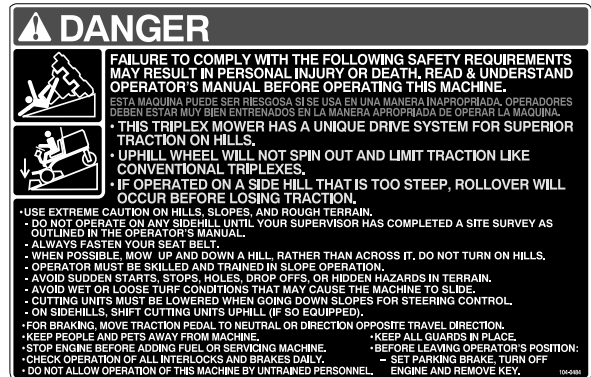 DANGER
FAILURE TO COMPLY WITH THE FOLLOWING SAFETY REQUIREMENTS
MAY RESULT IN PERSONAL INJURY OR DEATH. READ & UNDERSTAND
OPERATOR'S MANUAL BEFORE OPERATING THIS MACHINE.
ESTA MAQUINA PUEDE SER RIESGOSA SI SE USA EN UNA MANERA INAPROPRIADA. OPERADORES
DEBEN ESTAR MUY BIEN ENTRENADOS EN LA MANERA APROPRIADA DE OPERAR LA MAQUINA.
• THIS TRIPLEX MOWER HAS A UNIQUE DRIVE SYSTEM FOR SUPERIOR
TRACTION ON HILLS.
• UPHILL WHEEL WILL NOT SPIN OUT AND LIMIT TRACTION LIKE
CONVENTIONAL TRIPLEXES.
• IF OPERATED ON A SIDE HILL THAT IS TOO STEEP, ROLLOVER WILL
OCCUR BEFORE LOSING TRACTION.
• USE EXTREME CAUTION ON HILLS, SLOPES, AND ROUGH TERRAIN.
- DO NOT OPERATE ON ANY SIDEHILL UNTIL YOUR SUPERVISOR HAS COMPLETED A SITE SURVEY AS
OUTLINED IN THE OPERATOR'S MANUAL.
- ALWAYS FASTEN YOUR SEAT BELT.
- WHEN POSSIBLE, MOW UP AND DOWN A HILL, RATHER THAN ACROSS IT. DO NOT TURN ON HILLS.
- OPERATOR MUST BE SKILLED AND TRAINED IN SLOPE OPERATION.
- AVOID SUDDEN STARTS, STOPS, HOLES, DROP OFFS, OR HIDDEN HAZARDS IN TERRAIN.
- AVOID WET OR LOOSE TURF CONDITIONS THAT MAY CAUSE THE MACHINE TO SLIDE.
- CUTTING UNITS MUST BE LOWERED WHEN GOING DOWN SLOPES FOR STEERING CONTROL.
- ON SIDEHILLS, SHIFT CUTTING UNITS UPHILL (IF SO EQUIPPED).
• FOR BRAKING, MOVE TRACTION PEDAL TO NEUTRAL OR DIRECTION OPPOSITE TRAVEL DIRECTION.
• KEEP PEOPLE AND PETS AWAY FROM MACHINE.
• STOP ENGINE BEFORE ADDING FUEL OR SERVICING MACHINE.
• CHECK OPERATION OF ALL INTERLOCKS AND BRAKES DAILY.
• DO NOT ALLOW OPERATION OF THIS MACHINE BY UNTRAINED PERSONNEL.
• KEEP ALL GUARDS IN PLACE.
• BEFORE LEAVING OPERATOR'S POSITION:
– SET PARKING BRAKE, TURN OFF
ENGINE AND REMOVE KEY.
104-0484